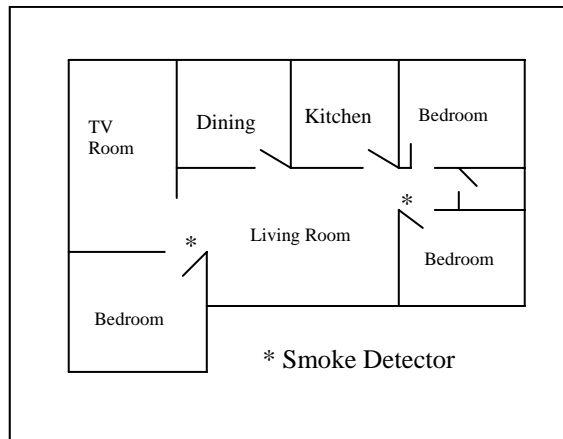 TV
Room
Dining
Kitchen
Bedroom
*
*
Living Room
Bedroom
Bedroom
* Smoke Detector